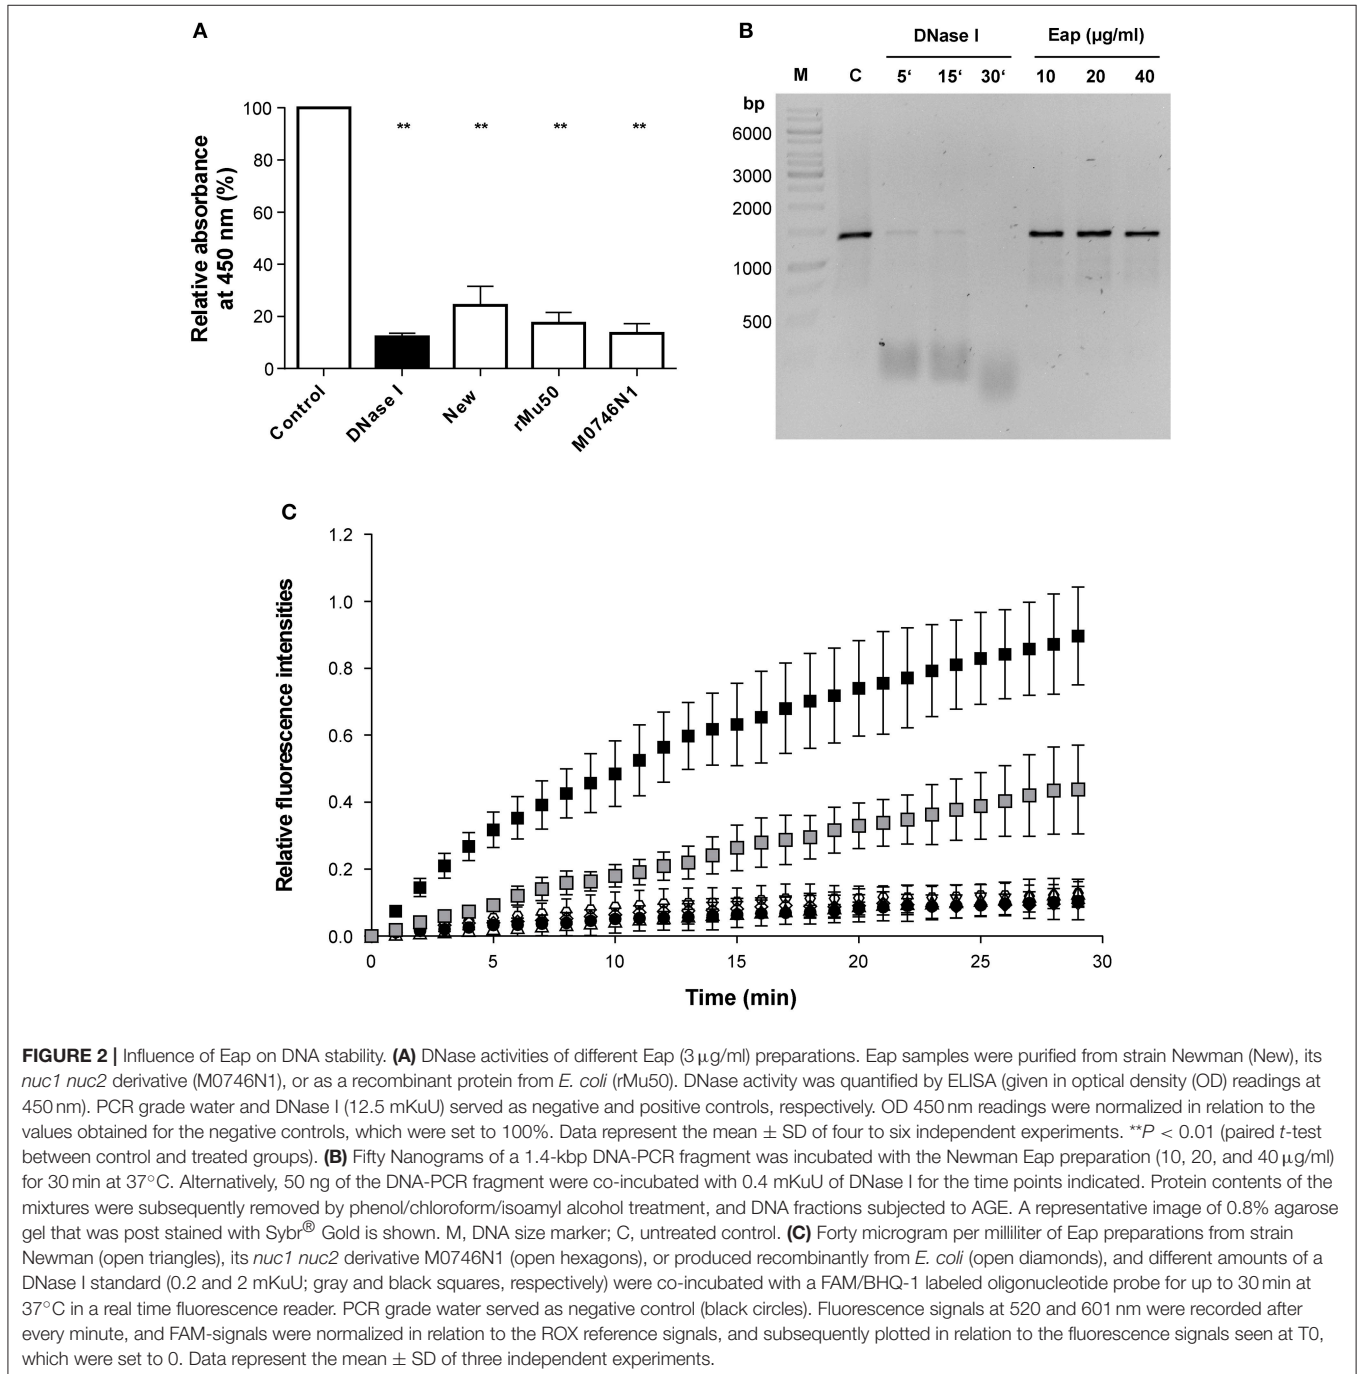 A
Relative absorbance
at 450 nm (%)
100
80
60
40
20
0
** ** ** **
Control
DNase I
New
rMu50
M0746N1
B
DNase I Eap (µg/ml)
M C 5‘ 15‘ 30‘ 10 20 40
bp
6000
3000
2000
1000
500
C
Relative fluorescence intensities
1.2
1.0
0.8
0.6
0.4
0.2
0.0
0 5 10 15 20 25 30
Time (min)
FIGURE 2 | Influence of Eap on DNA stability. (A) DNase activities of different Eap (3 µg/ml) preparations. Eap samples were purified from strain Newman (New), its
nuc1 nuc2 derivative (M0746N1), or as a recombinant protein from E. coli (rMu50). DNase activity was quantified by ELISA (given in optical density (OD) readings at
450 nm). PCR grade water and DNase I (12.5 mKuU) served as negative and positive controls, respectively. OD 450 nm readings were normalized in relation to the
values obtained for the negative controls, which were set to 100%. Data represent the mean ± SD of four to six independent experiments. **P < 0.01 (paired t-test
between control and treated groups). (B) Fifty Nanograms of a 1.4-kbp DNA-PCR fragment was incubated with the Newman Eap preparation (10, 20, and 40 µg/ml)
for 30 min at 37°C. Alternatively, 50 ng of the DNA-PCR fragment were co-incubated with 0.4 mKuU of DNase I for the time points indicated. Protein contents of the
mixtures were subsequently removed by phenol/chloroform/isoamyl alcohol treatment, and DNA fractions subjected to AGE. A representative image of 0.8% agarose
gel that was post stained with Sybr® Gold is shown. M, DNA size marker; C, untreated control. (C) Forty microgram per milliliter of Eap preparations from strain
Newman (open triangles), its nuc1 nuc2 derivative M0746N1 (open hexagons), or produced recombinantly from E. coli (open diamonds), and different amounts of a
DNase I standard (0.2 and 2 mKuU; gray and black squares, respectively) were co-incubated with a FAM/BHQ-1 labeled oligonucleotide probe for up to 30 min at
37°C in a real time fluorescence reader. PCR grade water served as negative control (black circles). Fluorescence signals at 520 and 601 nm were recorded after
every minute, and FAM-signals were normalized in relation to the ROX reference signals, and subsequently plotted in relation to the fluorescence signals seen at T0,
which were set to 0. Data represent the mean ± SD of three independent experiments.